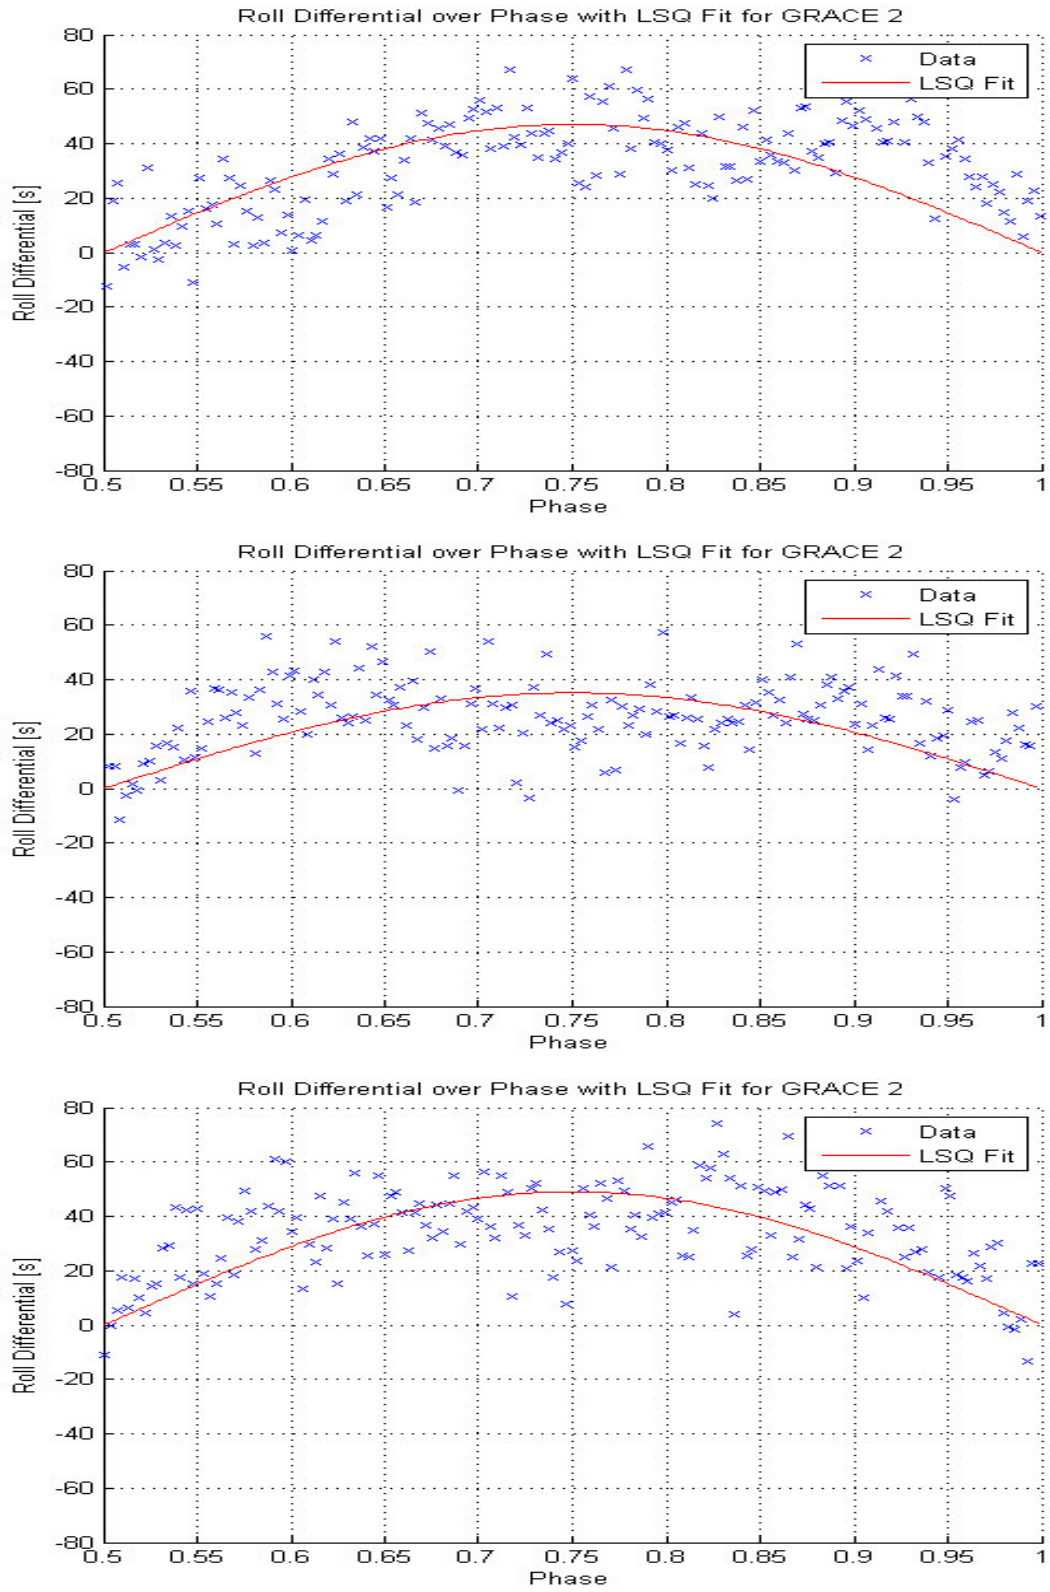 Roll Differential over Phase with LSQ Fit for GRACE 2
80
60
40
20
0
-20
-40
-60
-80
Roll Differential [s]
Data
LSQ Fit
0.5 0.55 0.6 0.65 0.7 0.75 0.8 0.85 0.9 0.95 1
Phase
Roll Differential over Phase with LSQ Fit for GRACE 2
80
60
40
20
0
-20
-40
-60
-80
Roll Differential [s]
Data
LSQ Fit
0.5 0.55 0.6 0.65 0.7 0.75 0.8 0.85 0.9 0.95 1
Phase
Roll Differential over Phase with LSQ Fit for GRACE 2
80
60
40
20
0
-20
-40
-60
-80
Roll Differential [s]
Data
LSQ Fit
0.5 0.55 0.6 0.65 0.7 0.75 0.8 0.85 0.9 0.95 1
Phase